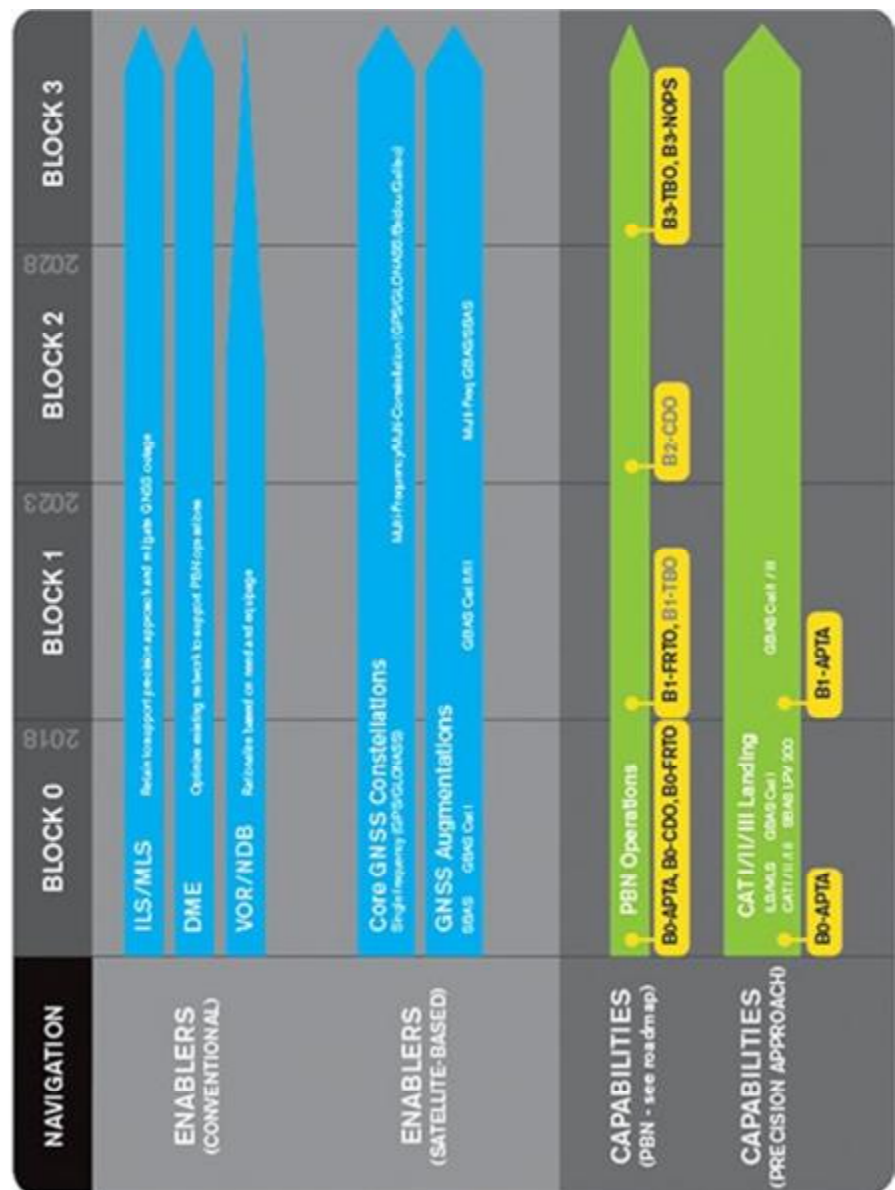 NAVIGATION
BLOCK 0
2018
BLOCK 1
2023
BLOCK 2
2028
BLOCK 3
ENABLERS
(CONVENTIONAL)
ILS/MLS
Retain to support precision approach and mitigate GNSS outage
DME
Optimize existing network to support PBN operations
VOR/NDB
Rationalize based on need and equipage
ENABLERS
(SATELLITE-BASED)
Core GNSS Constellations
Single frequency (GPS/GLONASS)
Multi-Frequency/Multi-Constellation (GPS/GLONASS/Beidou/Galileo)
GNSS Augmentations
SBAS GBAS Cat I
GBAS Cat II/III
Multi-Freq GBAS/SBAS
CAPABILITIES
(PBN - see roadmap)
PBN Operations
B0-APTA, B0-CDO, B0-FRTO
B1-FRTO, B1-TBO
B2-CDO
B3-TBO, B3-NOPS
CAPABILITIES
(PRECISION APPROACH)
CAT I/II/III Landing
ILS/MLS GBAS Cat I
CAT I / II / III SBAS LPV 200
GBAS Cat II / III
B0-APTA
B1-APTA